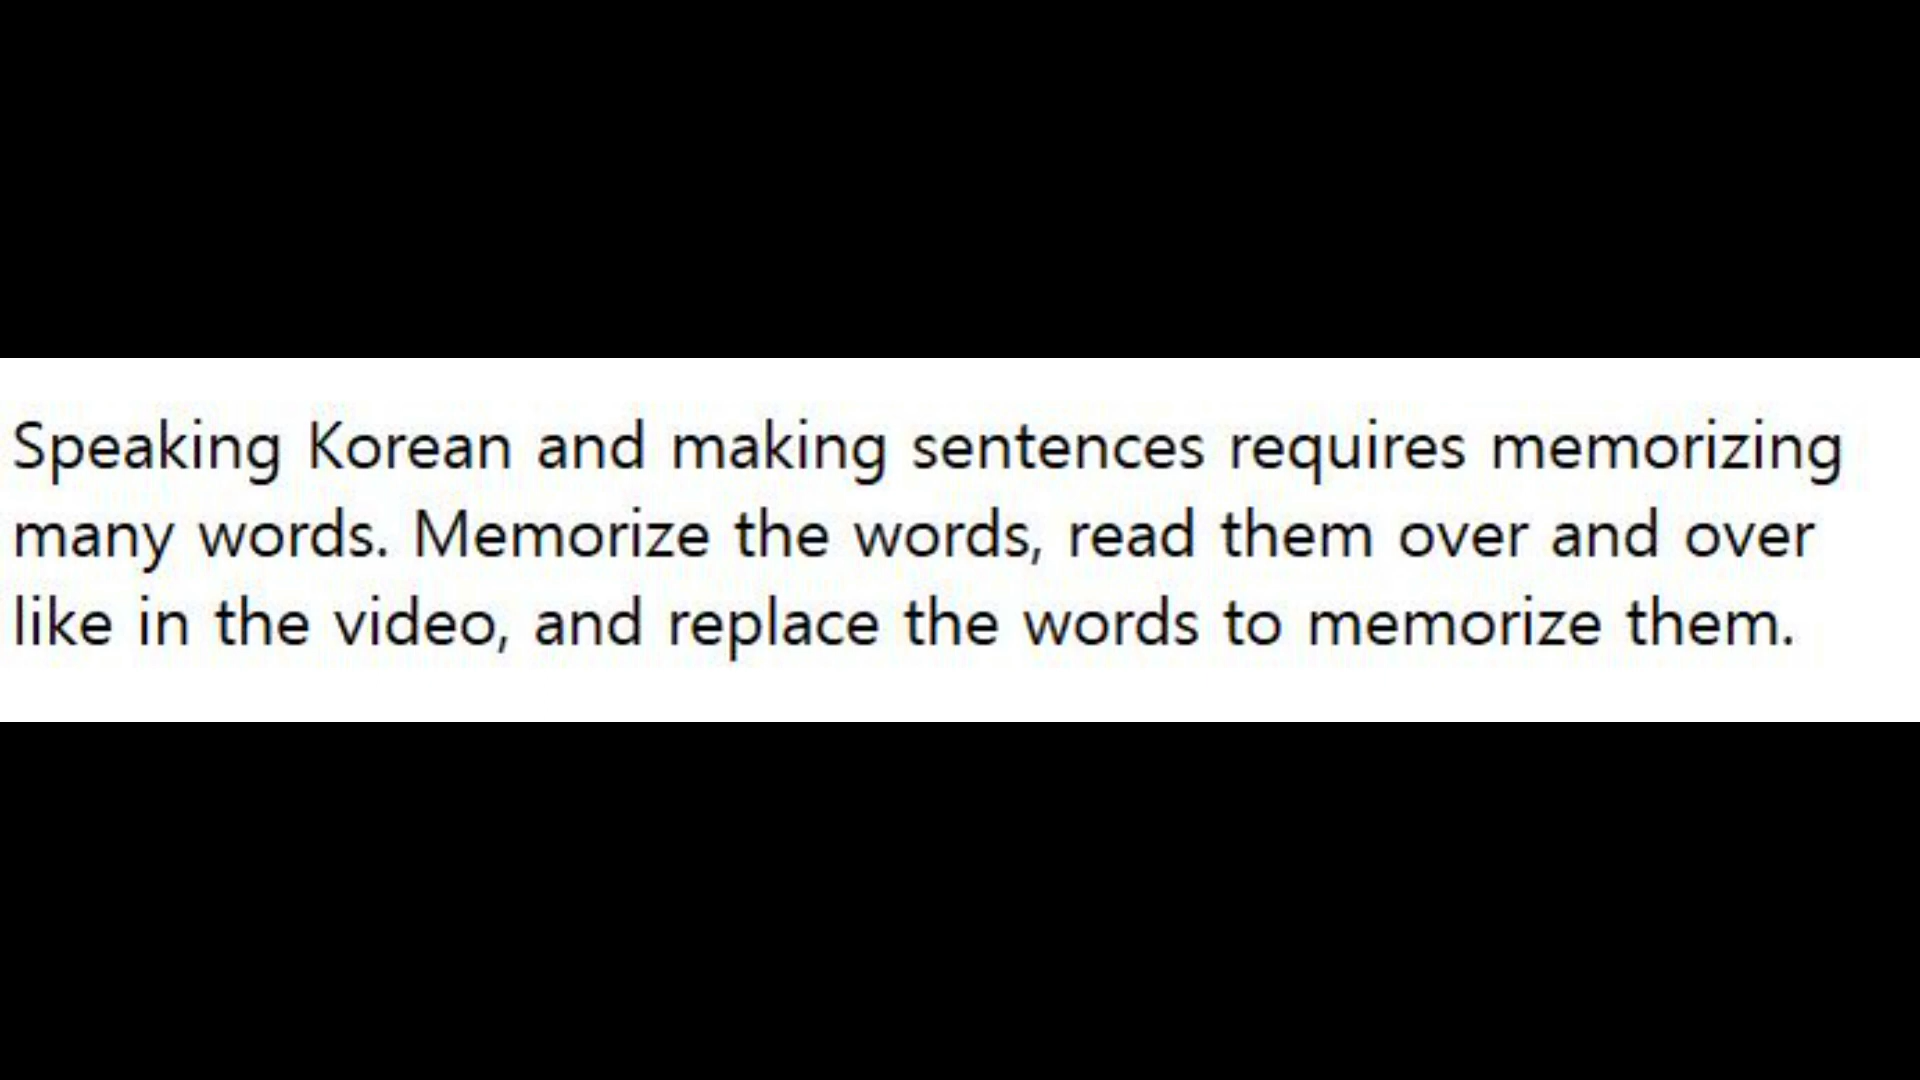 Speaking Korean and making sentences requires memorizing
many words. Memorize the words, read them over and over
like in the video, and replace the words to memorize them.